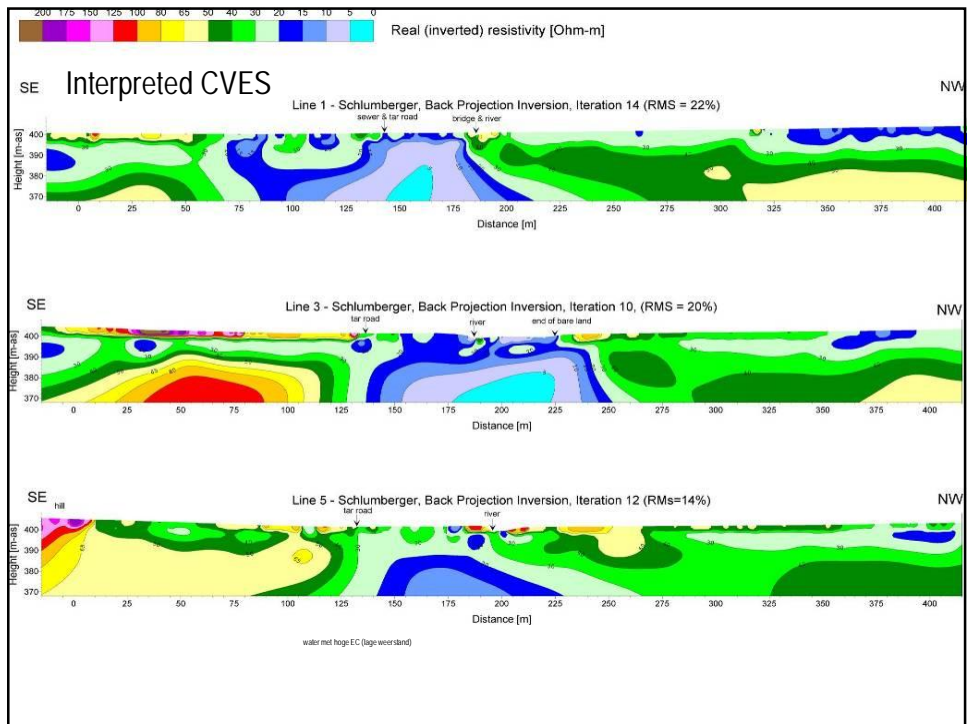 200 175 150 125 100 80 65 50 40 30 20 15 10 5 0
Real (inverted) resistivity [Ohm-m]
SE Interpreted CVES NW
Line 1 - Schlumberger, Back Projection Inversion, Iteration 14 (RMS = 22%)
sewer & tar road bridge & river
Height [m-as]
400
390
380
370
0 25 50 75 100 125 150 175 200 225 250 275 300 325 350 375 400
Distance [m]
SE NW
Line 3 - Schlumberger, Back Projection Inversion, Iteration 10, (RMS = 20%)
tar road river end of bare land
Height [m-as]
400
390
380
370
0 25 50 75 100 125 150 175 200 225 250 275 300 325 350 375 400
Distance [m]
SE NW
hill
Line 5 - Schlumberger, Back Projection Inversion, Iteration 12 (RMs=14%)
tar road river
Height [m-as]
400
390
380
370
0 25 50 75 100 125 150 175 200 225 250 275 300 325 350 375 400
Distance [m]
water met hoge EC (lage weerstand)